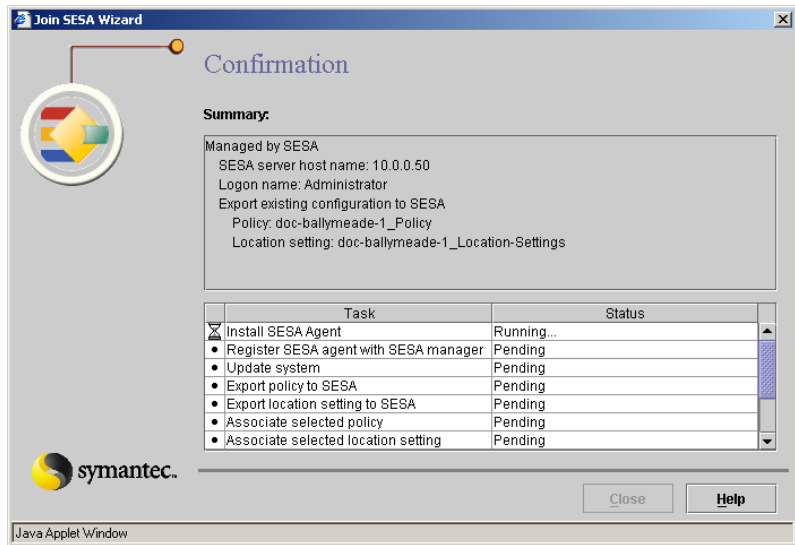 Join SESA Wizard
Confirmation
Summary:
Managed by SESA
SESA server host name: 10.0.0.50
Logon name: Administrator
Export existing configuration to SESA
Policy: doc-ballymeade-1_Policy
Location setting: doc-ballymeade-1_Location-Settings
Task Status
Install SESA Agent Running...
Register SESA agent with SESA manager Pending
Update system Pending
Export policy to SESA Pending
Export location setting to SESA Pending
Associate selected policy Pending
Associate selected location setting Pending
symantec.
Close Help
Java Applet Window